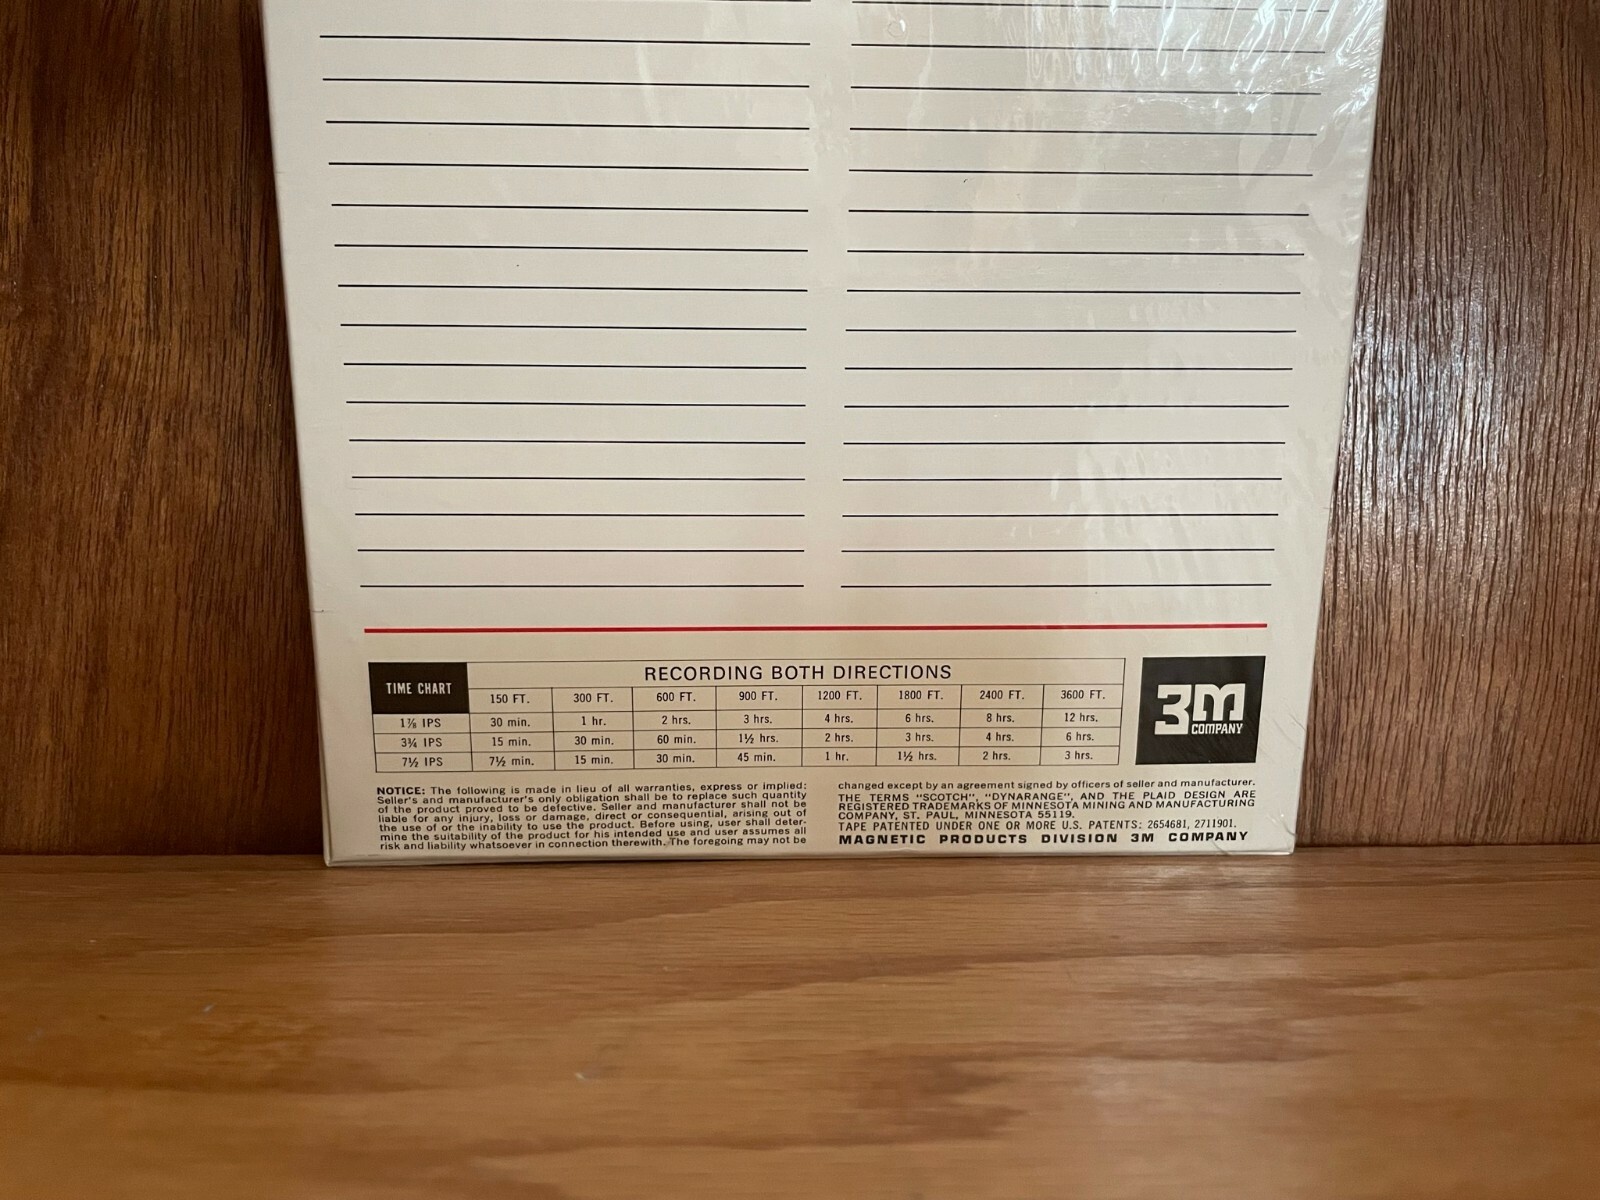 TIME CHART
RECORDING BOTH DIRECTIONS
150 FT. 300 FT. 600 FT. 900 FT. 1200 FT. 1800 FT. 2400 FT. 3600 FT.
1⅞ IPS 30 min. 1 hr. 2 hrs. 3 hrs. 4 hrs. 6 hrs. 8 hrs. 12 hrs.
3¾ IPS 15 min. 30 min. 60 min. 1½ hrs. 2 hrs. 3 hrs. 4 hrs. 6 hrs.
7½ IPS 7½ min. 15 min. 30 min. 45 min. 1 hr. 1½ hrs. 2 hrs. 3 hrs.
3M
COMPANY
NOTICE: The following is made in lieu of all warranties, express or implied:
Seller's and manufacturer's only obligation shall be to replace such quantity
of the product proved to be defective. Seller and manufacturer shall not be
liable for any injury, loss or damage, direct or consequential, arising out of
the use of or the inability to use the product. Before using, user shall deter-
mine the suitability of the product for his intended use and user assumes all
risk and liability whatsoever in connection therewith. The foregoing may not be
changed except by an agreement signed by officers of seller and manufacturer.
THE TERMS "SCOTCH", "DYNARANGE", AND THE PLAID DESIGN ARE
REGISTERED TRADEMARKS OF MINNESOTA MINING AND MANUFACTURING
COMPANY, ST. PAUL, MINNESOTA 55119.
TAPE PATENTED UNDER ONE OR MORE U.S. PATENTS: 2654681, 2711901.
MAGNETIC PRODUCTS DIVISION 3M COMPANY